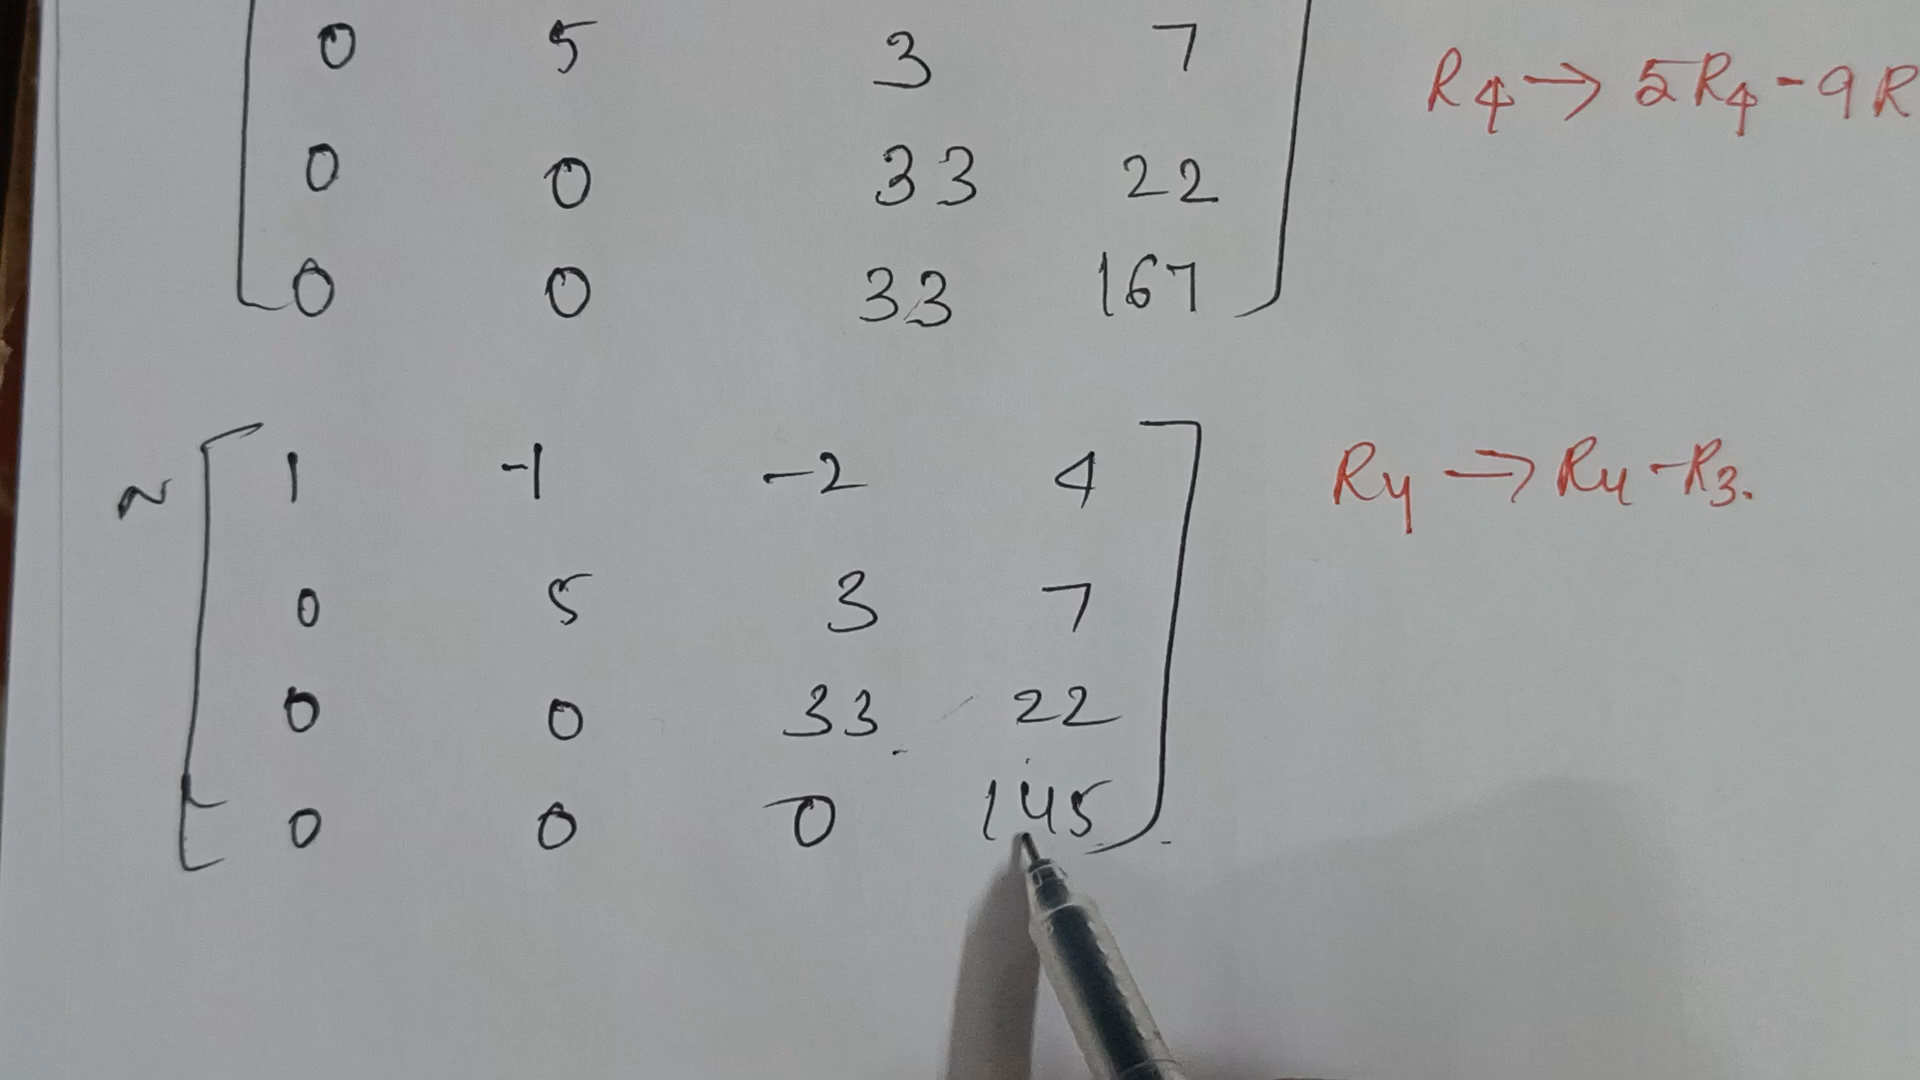 0 5 3 7 R4 → 5R4 - 9R
0 0 33 22
0 0 33 167
~ 1 -1 -2 4 R4 → R4 - R3.
0 5 3 7
0 0 33 22
0 0 0 145